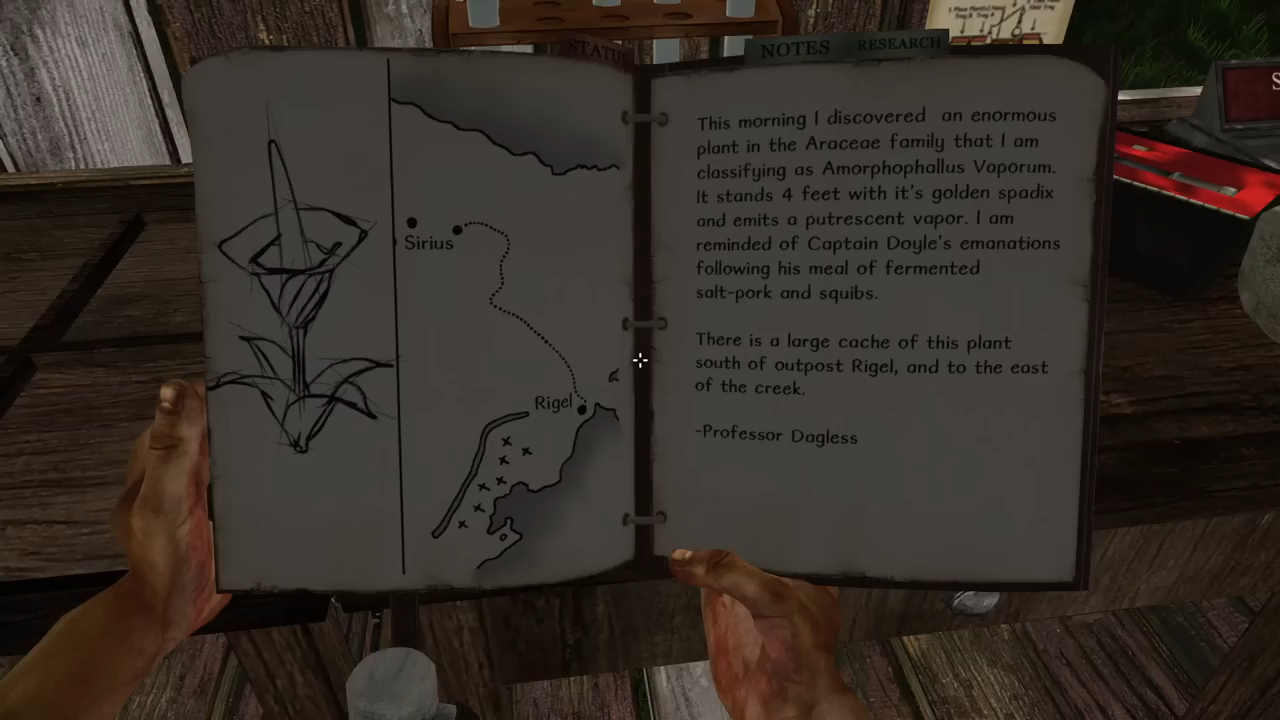 STATUS
NOTES
RESEARCH
Sirius
Rigel
This morning I discovered an enormous
plant in the Araceae family that I am
classifying as Amorphophallus Vaporum.
It stands 4 feet with it's golden spadix
and emits a putrescent vapor. I am
reminded of Captain Doyle's emanations
following his meal of fermented
salt-pork and squibs.
There is a large cache of this plant
south of outpost Rigel, and to the east
of the creek.
-Professor Dagless